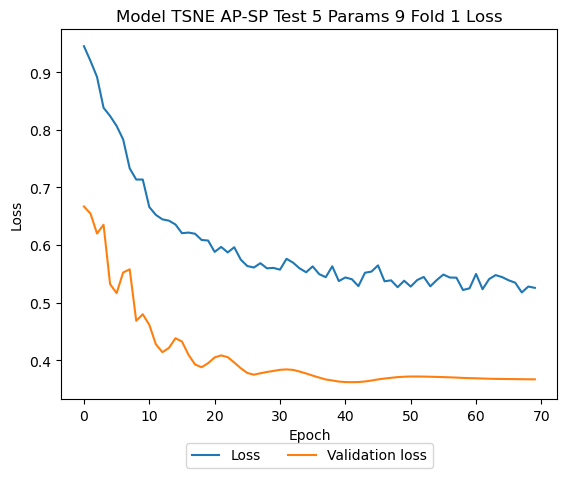 Model TSNE AP-SP Test 5 Params 9 Fold 1 Loss
0.9
0.8
0.7
0.6
0.5
0.4
Loss
0 10 20 30 40 50 60 70
Epoch
Loss Validation loss